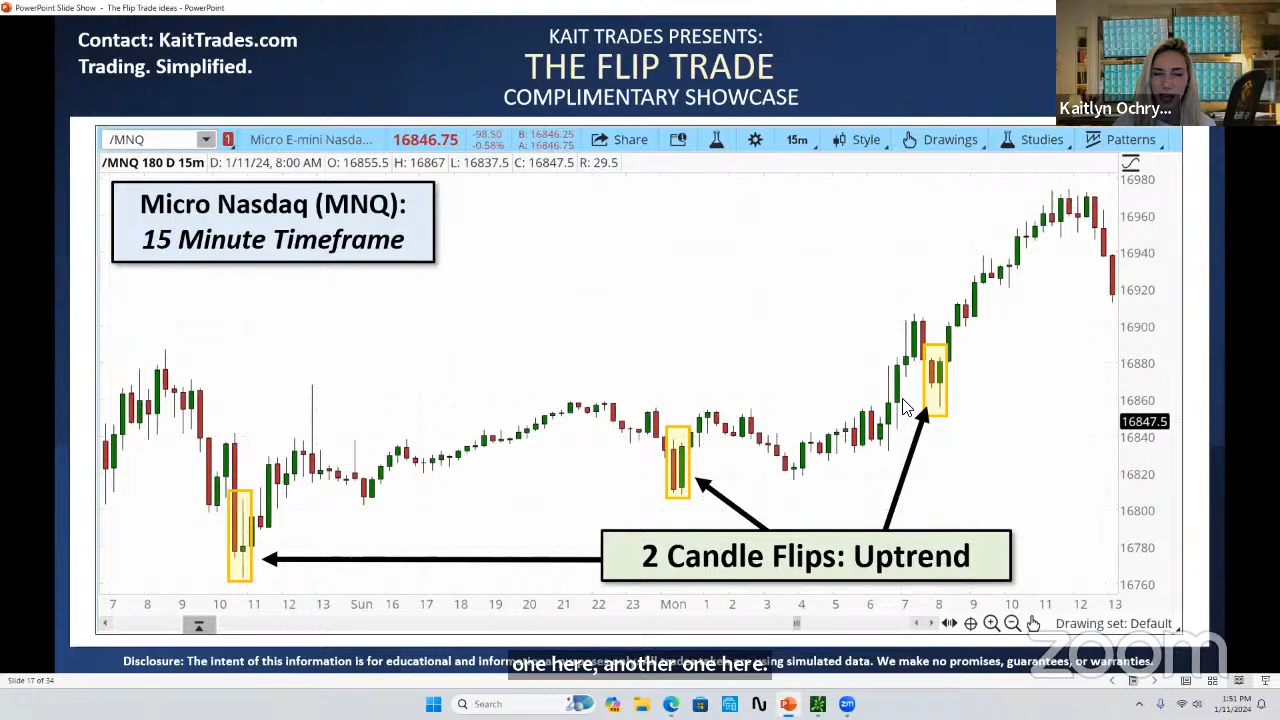 PowerPoint Slide Show - The Flip Trade ideas - PowerPoint
Contact: KaitTrades.com
Trading. Simplified.
KAIT TRADES PRESENTS:
THE FLIP TRADE
COMPLIMENTARY SHOWCASE
Kaitlyn Ochry...
/MNQ 1 Micro E-mini Nasda... 16846.75 -98.50 -0.58% B: 16846.25 A: 16846.75 Share 15m Style Drawings Studies Patterns
/MNQ 180 D 15m D: 1/11/24, 8:00 AM O: 16855.5 H: 16867 L: 16837.5 C: 16847.5 R: 29.5
Micro Nasdaq (MNQ):
15 Minute Timeframe
16980
16960
16940
16920
16900
16880
16860
16847.5
16840
16820
16800
16780
16760
2 Candle Flips: Uptrend
7 8 9 10 11 12 13 Sun 16 17 18 19 20 21 22 23 Mon 1 2 3 4 5 6 7 8 9 10 11 12 13
Drawing set: Default
zoom
Disclosure: The intent of this information is for educational and
using simulated data. We make no promises, guarantees, or warranties.
one here, another one here.
Slide 17 of 34
Search
1:51 PM
1/11/2024